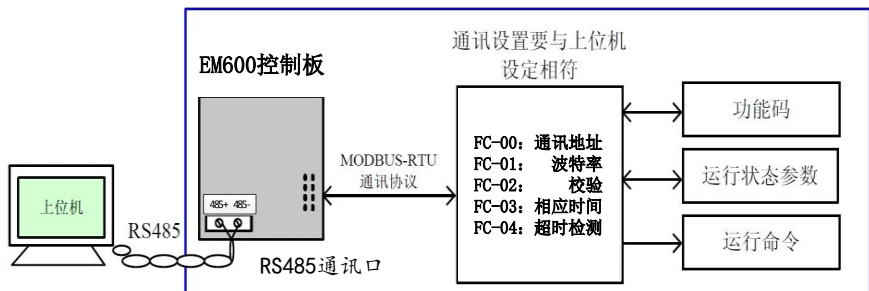 通讯设置要与上位机
设定相符
EM600控制板
功能码
FC-00：通讯地址
FC-01： 波特率
FC-02： 校验
FC-03：相应时间
FC-04：超时检测
MODBUS-RTU
通讯协议
运行状态参数
485+ 485-
上位机
RS485
RS485通讯口
运行命令